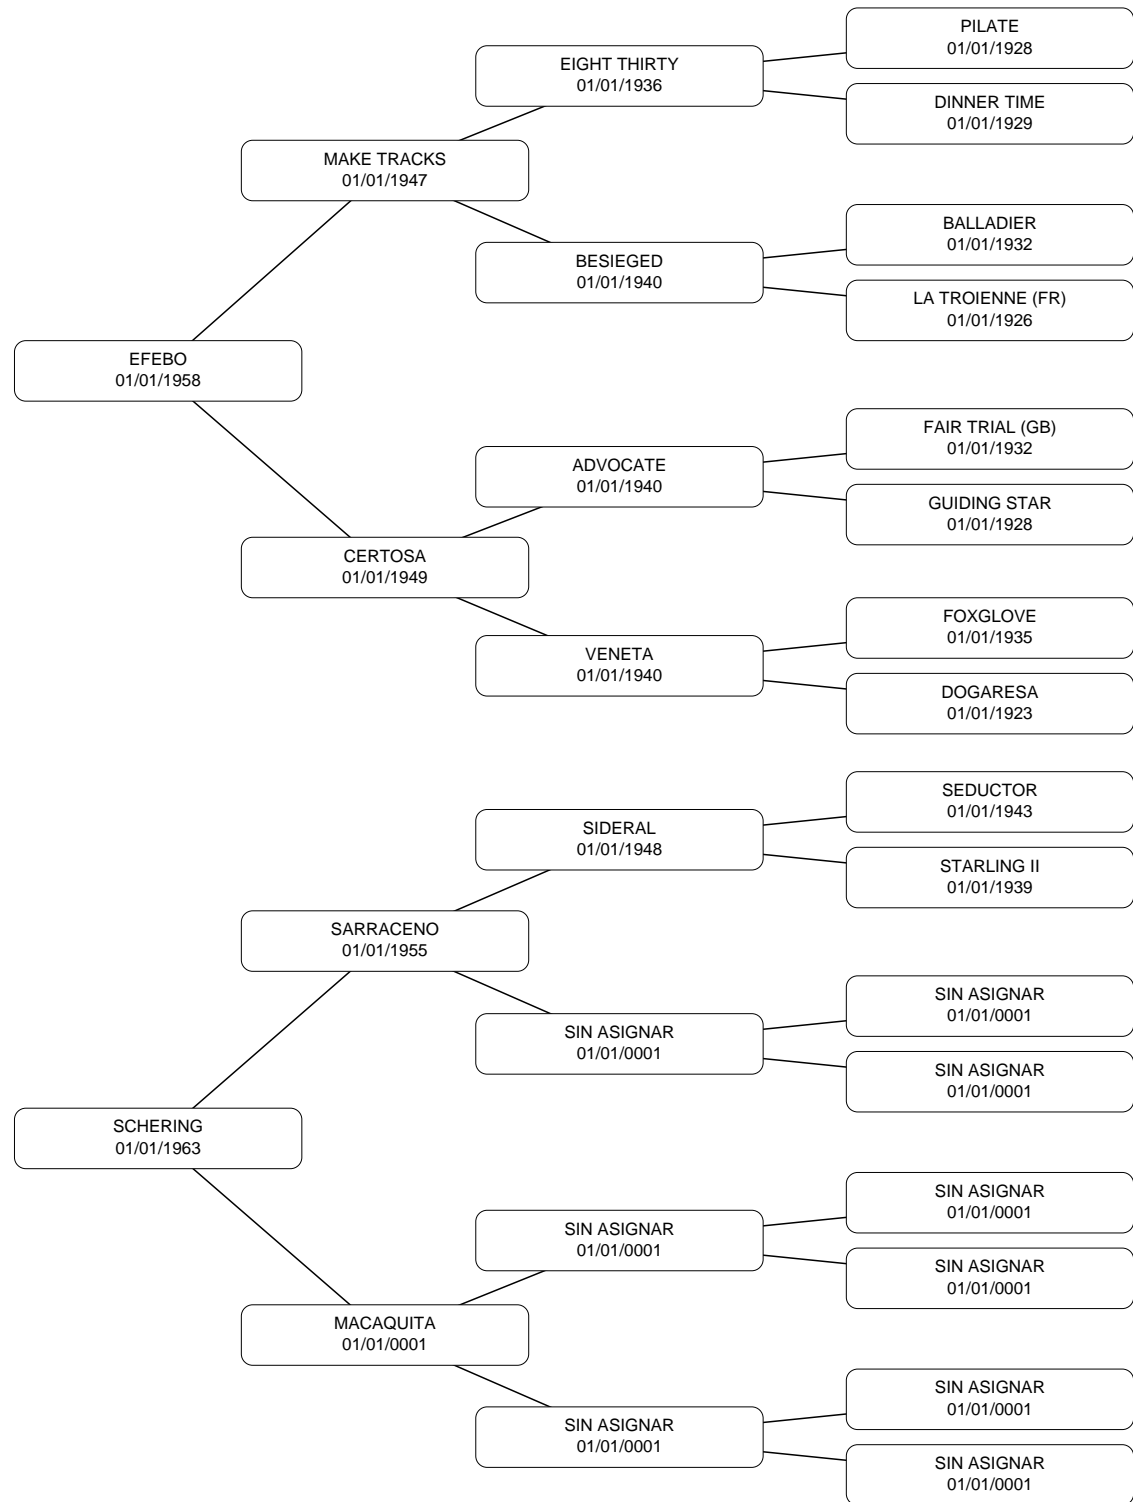 PILATE
01/01/1928
EIGHT THIRTY
01/01/1936
DINNER TIME
01/01/1929
MAKE TRACKS
01/01/1947
BALLADIER
01/01/1932
BESIEGED
01/01/1940
LA TROIENNE (FR)
01/01/1926
EFEBO
01/01/1958
FAIR TRIAL (GB)
01/01/1932
ADVOCATE
01/01/1940
GUIDING STAR
01/01/1928
CERTOSA
01/01/1949
FOXGLOVE
01/01/1935
VENETA
01/01/1940
DOGARESA
01/01/1923
SEDUCTOR
01/01/1943
SIDERAL
01/01/1948
STARLING II
01/01/1939
SARRACENO
01/01/1955
SIN ASIGNAR
01/01/0001
SIN ASIGNAR
01/01/0001
SIN ASIGNAR
01/01/0001
SCHERING
01/01/1963
SIN ASIGNAR
01/01/0001
SIN ASIGNAR
01/01/0001
SIN ASIGNAR
01/01/0001
MACAQUITA
01/01/0001
SIN ASIGNAR
01/01/0001
SIN ASIGNAR
01/01/0001
SIN ASIGNAR
01/01/0001